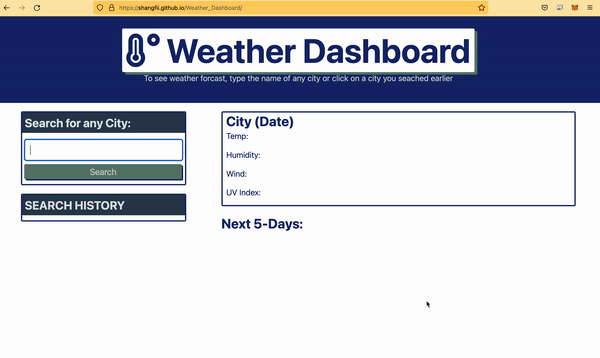 https://shangfii.github.io/Weather_Dashboard/
Weather Dashboard
To see weather forcast, type the name of any city or click on a city you seached earlier
Search for any City:
Search
SEARCH HISTORY
City (Date)
Temp:
Humidity:
Wind:
UV Index:
Next 5-Days: